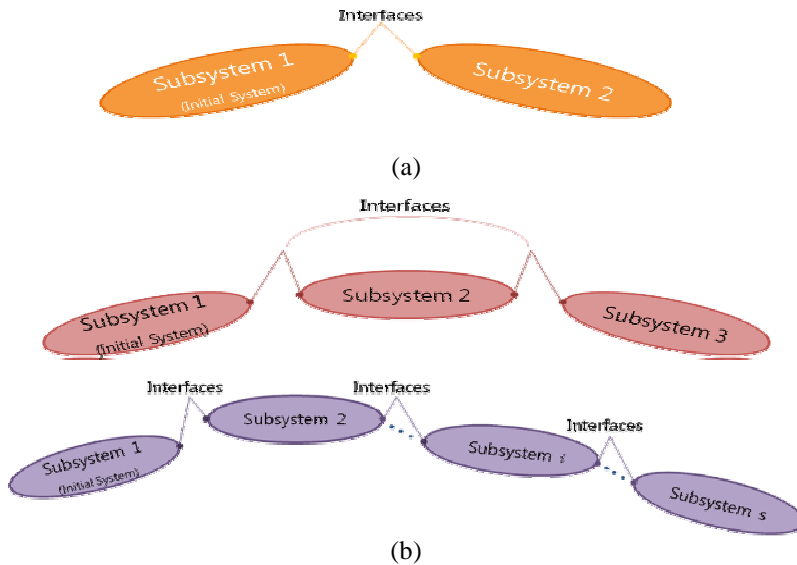 Interfaces
Subsystem 1
(Initial System)
Subsystem 2
(a)
Interfaces
Subsystem 1
(Initial System)
Subsystem 2
Subsystem 3
Interfaces
Interfaces
Interfaces
Subsystem 1
(Initial System)
Subsystem 2
Subsystem i
Subsystem s
(b)